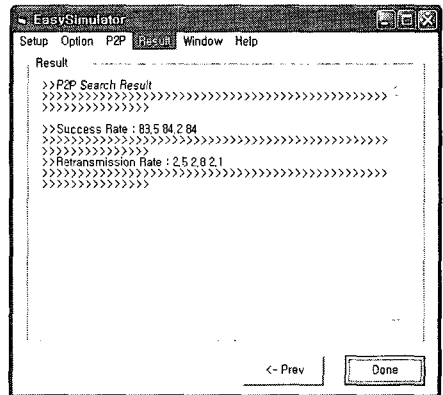 EasySimulator
Setup Option P2P Result Window Help
Result
>>P2P Search Result
>>>>>>>>>>>>>>>>>>>>>>>>>>>>>>>>>>>>>>>>>>>>>>>>
>>>>>>>>>>>>>>>
>>Success Rate : 83,5 84,2 84
>>>>>>>>>>>>>>>>>>>>>>>>>>>>>>>>>>>>>>>>>>>>>>>>
>>>>>>>>>>>>>>>
>>Retransmission Rate : 2,5 2,8 2,1
>>>>>>>>>>>>>>>>>>>>>>>>>>>>>>>>>>>>>>>>>>>>>>>>
>>>>>>>>>>>>>>>
<- Prev Done